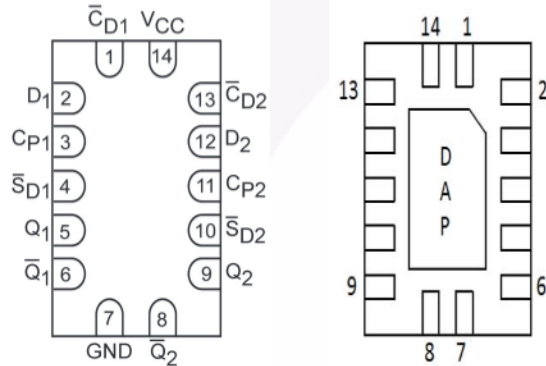 C̅D1 VCC
1 14
D1 2 13 C̅D2
CP1 3 12 D2
S̅D1 4 11 CP2
Q1 5 10 S̅D2
Q̅1 6 9 Q2
7 8
GND Q̅2
14 1
13 2
D
A
P
9 6
8 7